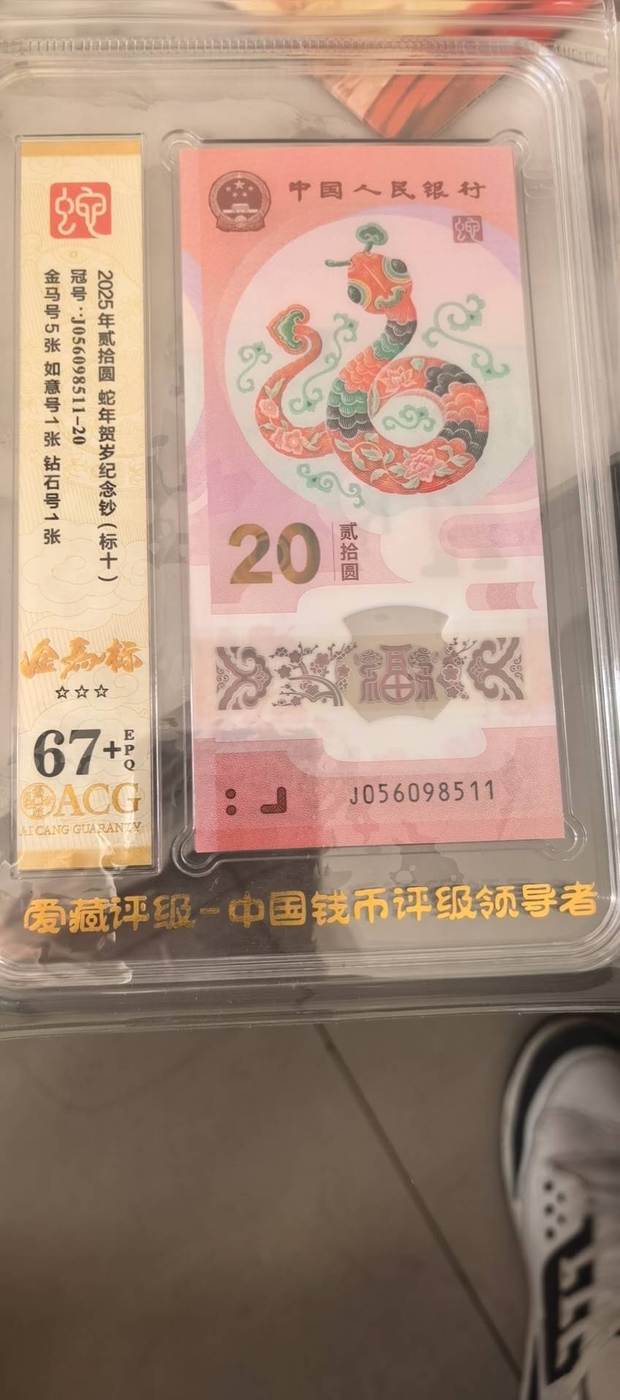 蛇
2025年贰拾圆 蛇年贺岁纪念钞(标十)
冠号:J056098511-20
金马号5张 如意号1张 钻石号1张
金马标
☆☆☆
67+
EPQ
ACG
AI CANG GUARANTY
中国人民银行
蛇
20
贰拾圆
福
J056098511
爱藏评级-中国钱币评级领导者